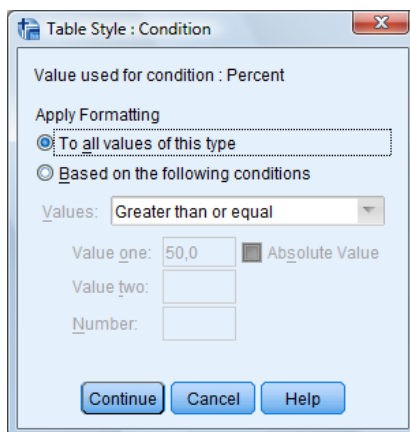 Table Style : Condition
Value used for condition : Percent
Apply Formatting
To all values of this type
Based on the following conditions
Values: Greater than or equal
Value one: 50,0 Absolute Value
Value two:
Number:
Continue Cancel Help